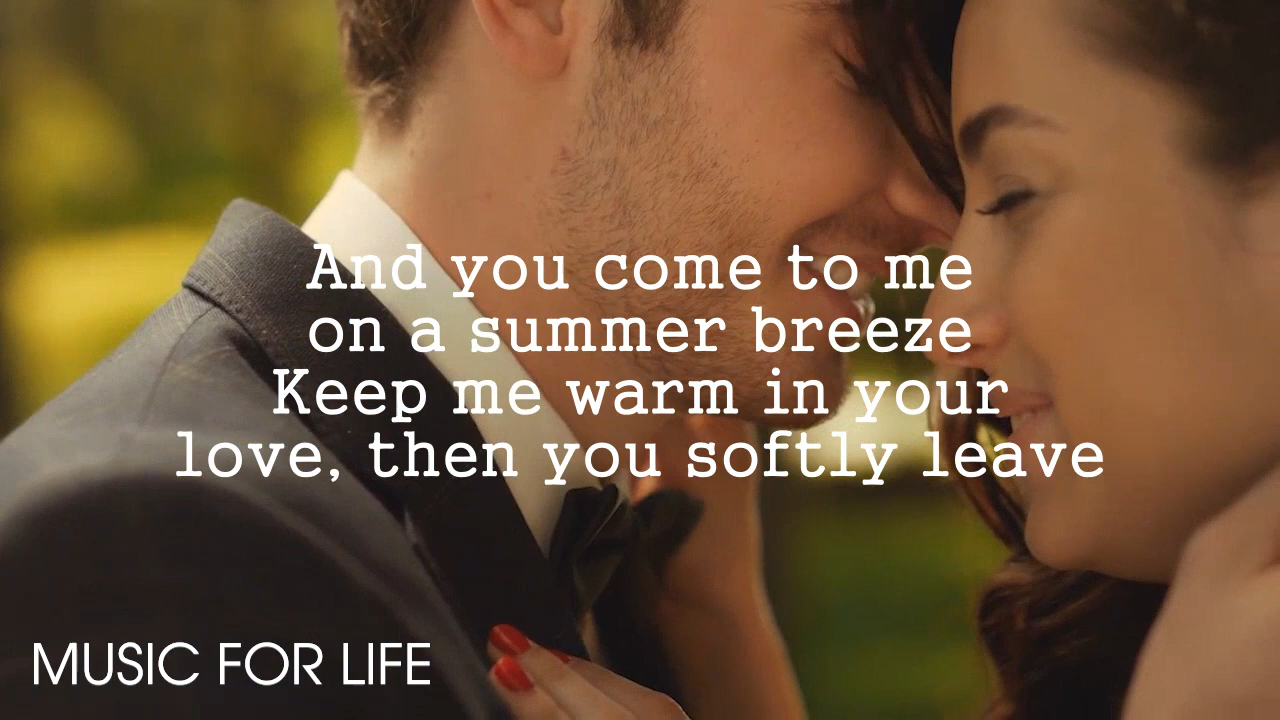 And you come to me
on a summer breeze
Keep me warm in your
love, then you softly leave
MUSIC FOR LIFE